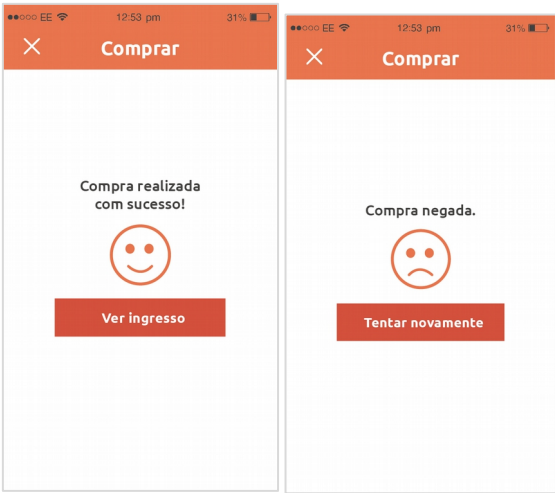 EE 12:53 pm 31%
Comprar
Compra realizada
com sucesso!
Ver ingresso
EE 12:53 pm 31%
Comprar
Compra negada.
Tentar novamente